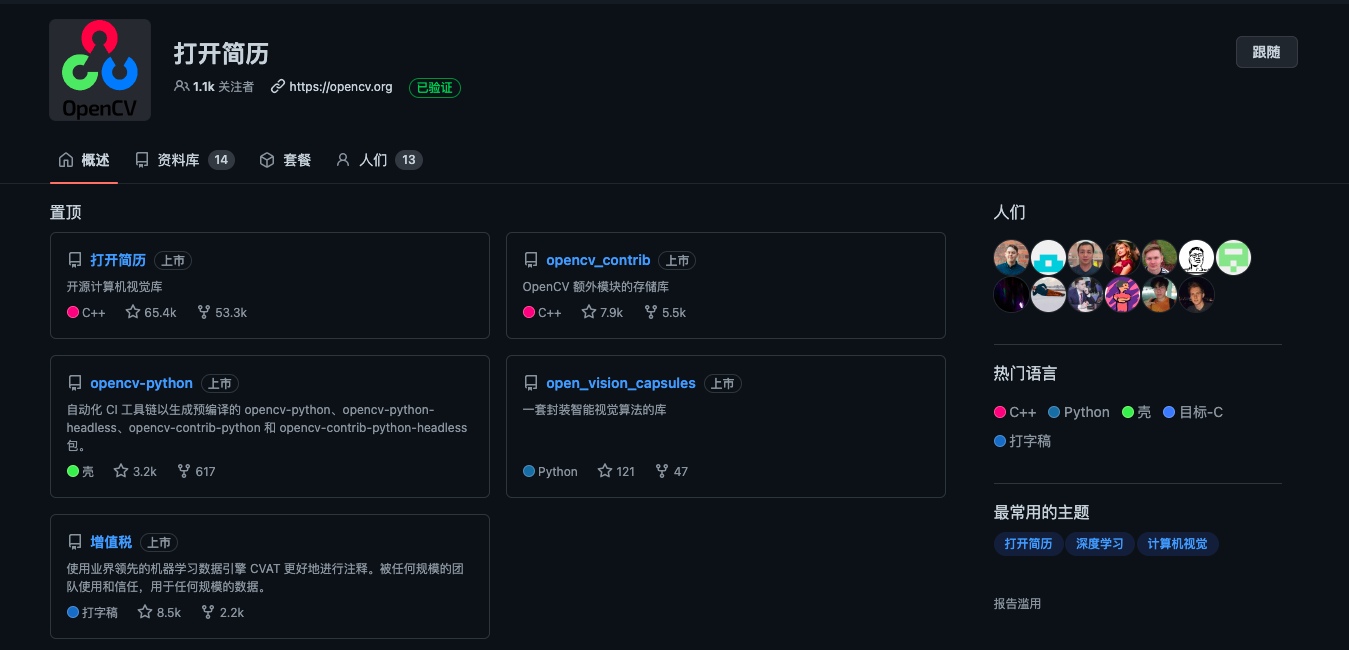 OpenCV
打开简历
跟随
1.1k 关注者 https://opencv.org 已验证
概述 资料库 14 套餐 人们 13
置顶
打开简历 上市
开源计算机视觉库
C++ 65.4k 53.3k
opencv_contrib 上市
OpenCV 额外模块的存储库
C++ 7.9k 5.5k
opencv-python 上市
自动化 CI 工具链以生成预编译的 opencv-python、opencv-python-
headless、opencv-contrib-python 和 opencv-contrib-python-headless
包。
壳 3.2k 617
open_vision_capsules 上市
一套封装智能视觉算法的库
Python 121 47
增值税 上市
使用业界领先的机器学习数据引擎 CVAT 更好地进行注释。被任何规模的团
队使用和信任，用于任何规模的数据。
打字稿 8.5k 2.2k
人们
热门语言
C++ Python 壳 目标-C
打字稿
最常用的主题
打开简历 深度学习 计算机视觉
报告滥用